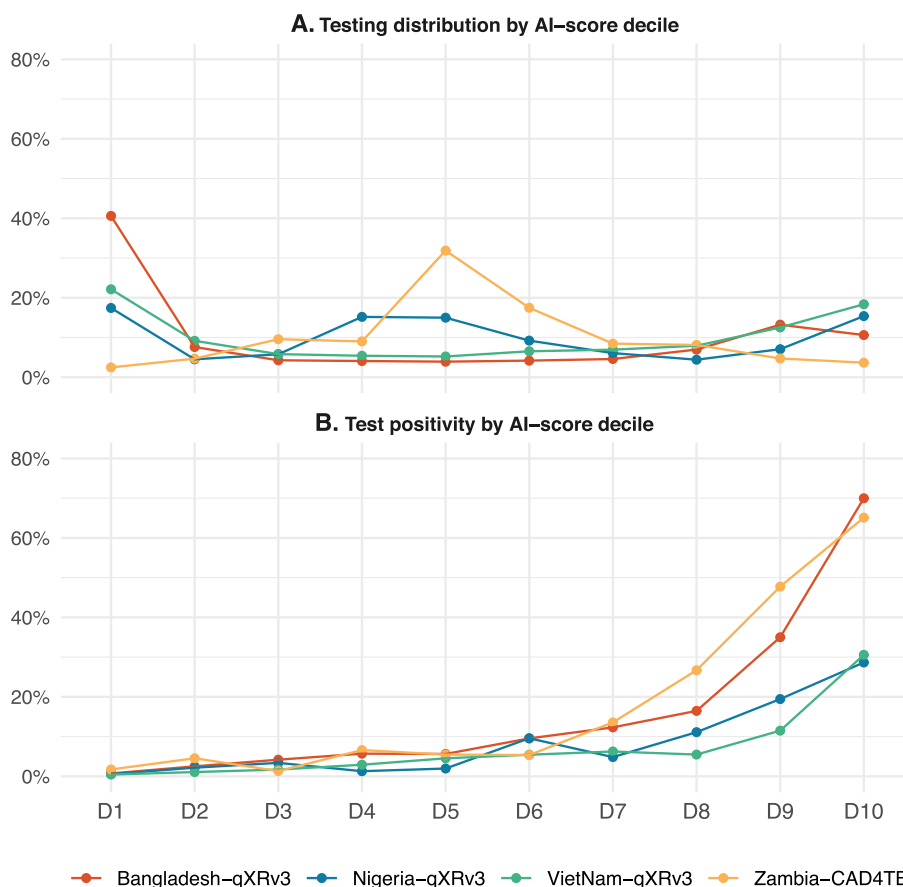 A. Testing distribution by AI–score decile
80%
60%
40%
20%
0%
B. Test positivity by AI–score decile
80%
60%
40%
20%
0%
D1 D2 D3 D4 D5 D6 D7 D8 D9 D10
Bangladesh–qXRv3 Nigeria–qXRv3 VietNam–qXRv3 Zambia–CAD4TB